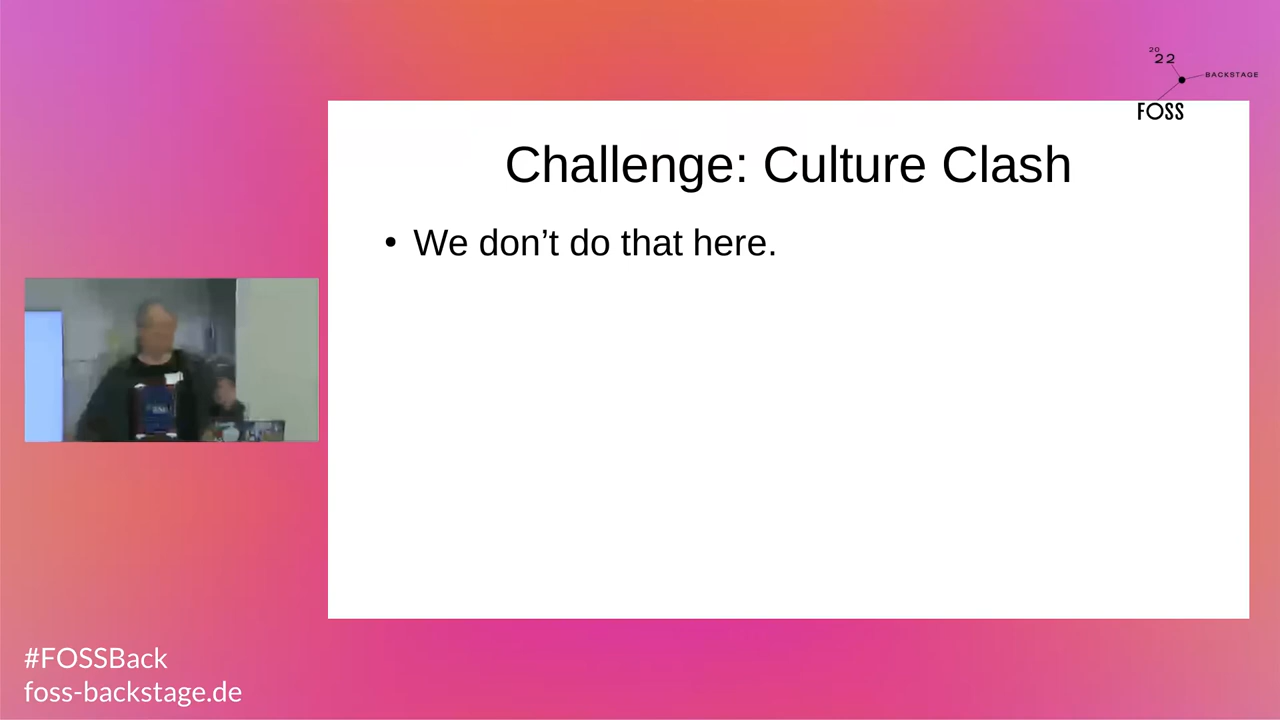 20
22
BACKSTAGE
FOSS
Challenge: Culture Clash
• We don’t do that here.
#FOSSBack
foss-backstage.de